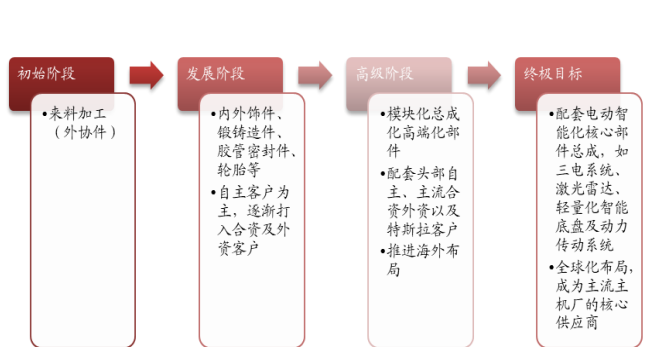 初始阶段
•来料加工
（外协件）
发展阶段
•内外饰件、
锻铸造件、
胶管密封件、
轮胎等
•自主客户为
主，逐渐打
入合资及外
资客户
高级阶段
•模块化总成
化高端化部
件
•配套头部自
主、主流合
资外资以及
特斯拉客户
•推进海外布
局
终极目标
•配套电动智
能化核心部
件总成，如
三电系统、
激光雷达、
轻量化智能
底盘及动力
传动系统
•全球化布局，
成为主流主
机厂的核心
供应商